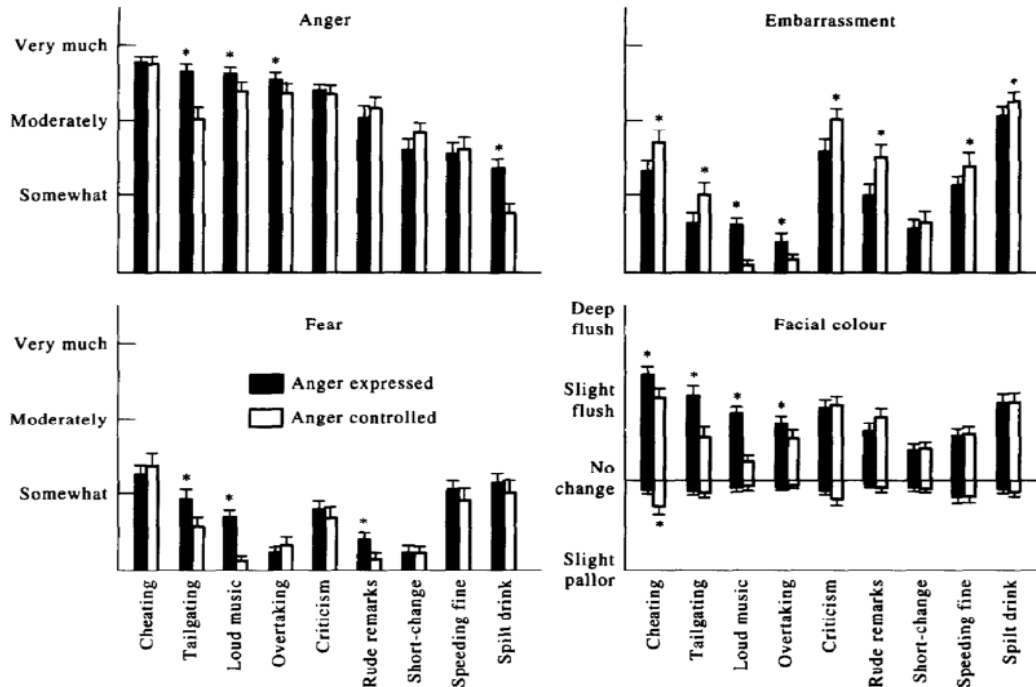 Anger
Very much
Moderately
Somewhat
* * * *
Embarrassment
* * * * * * * *
Fear
Very much
Moderately
Somewhat
Anger expressed
Anger controlled
* * *
Cheating
Tailgating
Loud music
Overtaking
Criticism
Rude remarks
Short-change
Speeding fine
Spilt drink
Facial colour
Deep
flush
Slight
flush
No
change
Slight
pallor
* * * *
*
Cheating
Tailgating
Loud music
Overtaking
Criticism
Rude remarks
Short-change
Speeding fine
Spilt drink